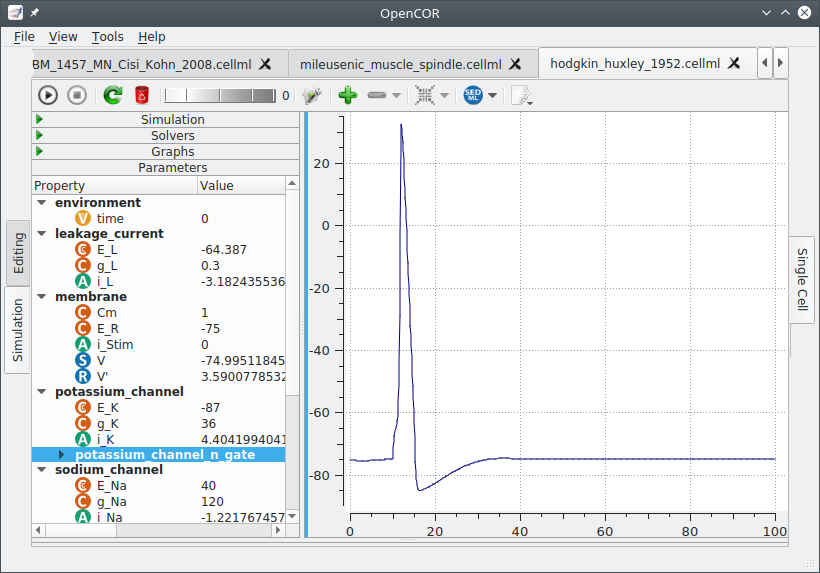 OpenCOR
File View Tools Help
BM_1457_MN_Cisi_Kohn_2008.cellml mileusenic_muscle_spindle.cellml hodgkin_huxley_1952.cellml
0 SED ML
Editing
Simulation
Simulation
Solvers
Graphs
Parameters
Property Value
environment
V time 0
leakage_current
C E_L -64.387
C g_L 0.3
A i_L -3.182435536
membrane
C Cm 1
C E_R -75
A i_Stim 0
S V -74.99511845
R V' 3.5900778532
potassium_channel
C E_K -87
C g_K 36
A i_K 4.4041994041
potassium_channel_n_gate
sodium_channel
C E_Na 40
C g_Na 120
A i_Na -1.221767457
20
0
-20
-40
-60
-80
0 20 40 60 80 100
Single Cell